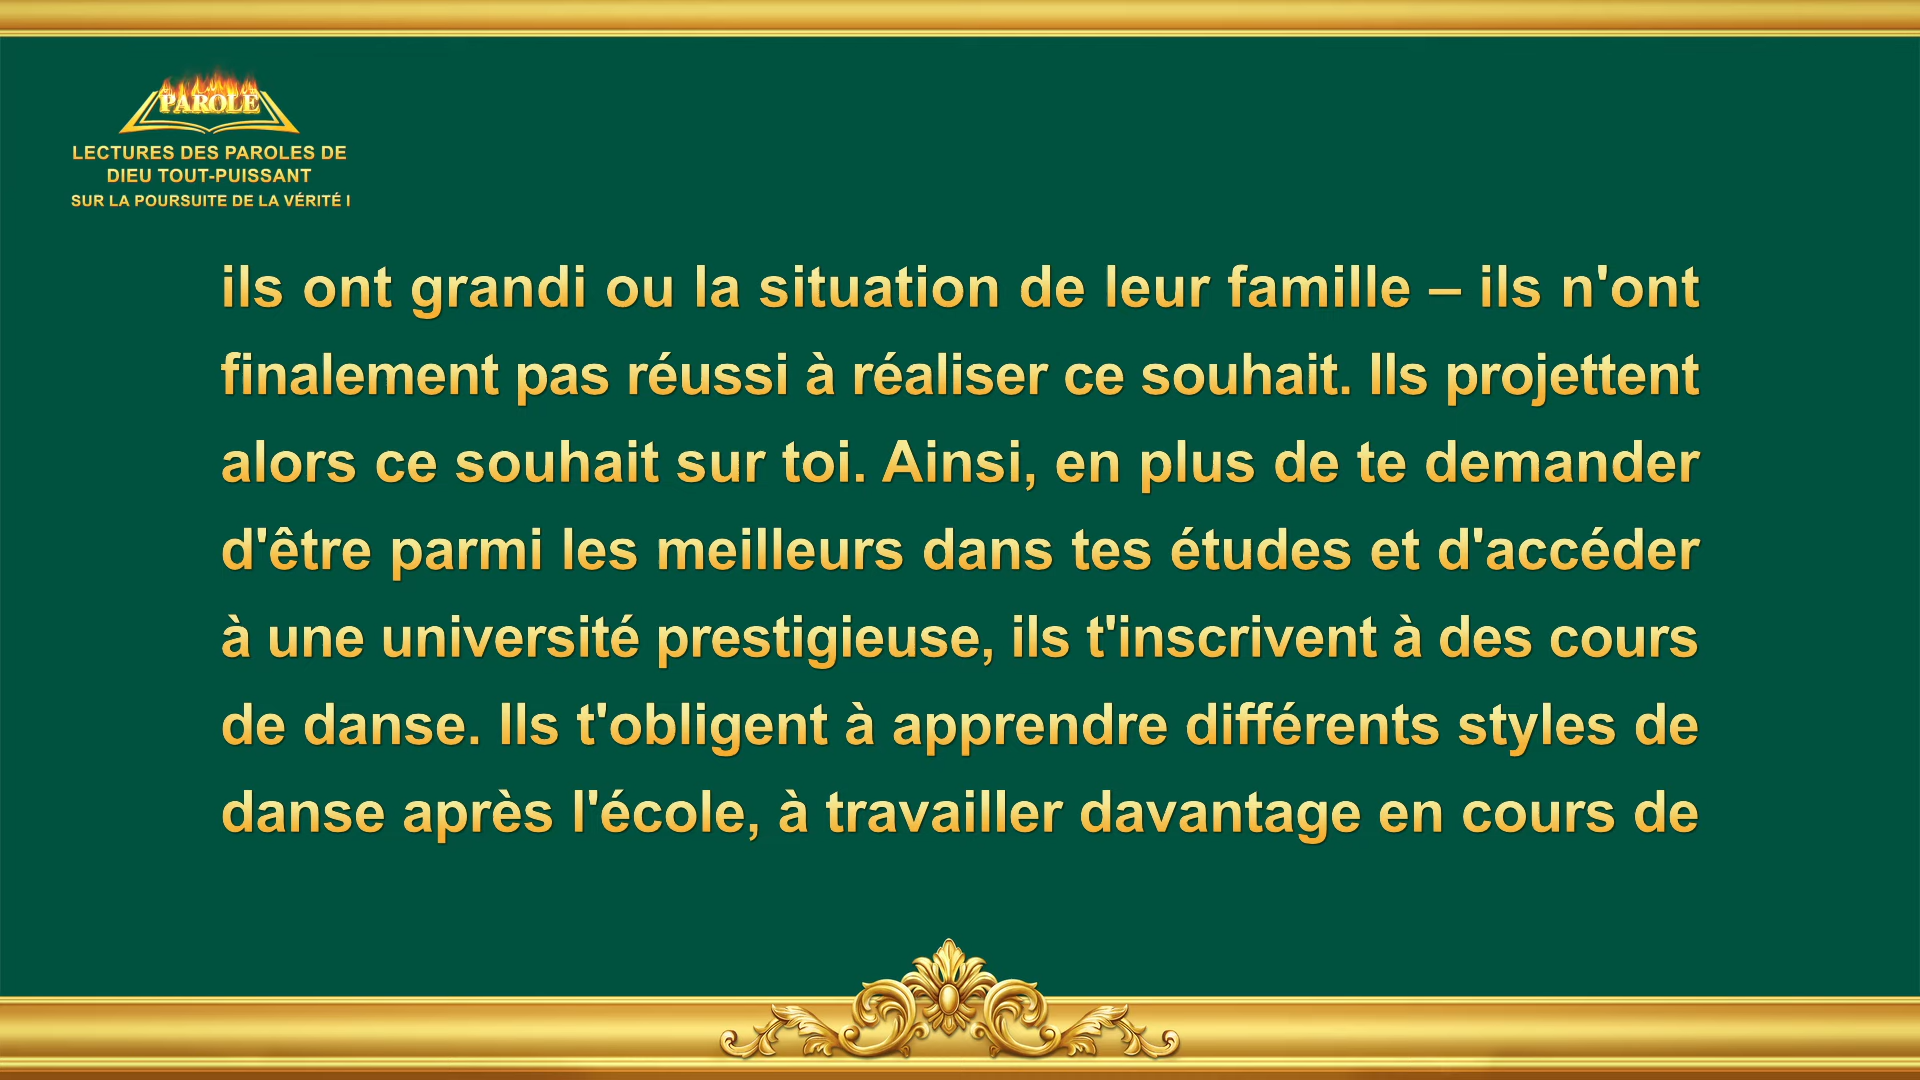 PAROLE
LECTURES DES PAROLES DE
DIEU TOUT-PUISSANT
SUR LA POURSUITE DE LA VÉRITÉ I
ils ont grandi ou la situation de leur famille – ils n'ont
finalement pas réussi à réaliser ce souhait. Ils projettent
alors ce souhait sur toi. Ainsi, en plus de te demander
d'être parmi les meilleurs dans tes études et d'accéder
à une université prestigieuse, ils t'inscrivent à des cours
de danse. Ils t'obligent à apprendre différents styles de
danse après l'école, à travailler davantage en cours de